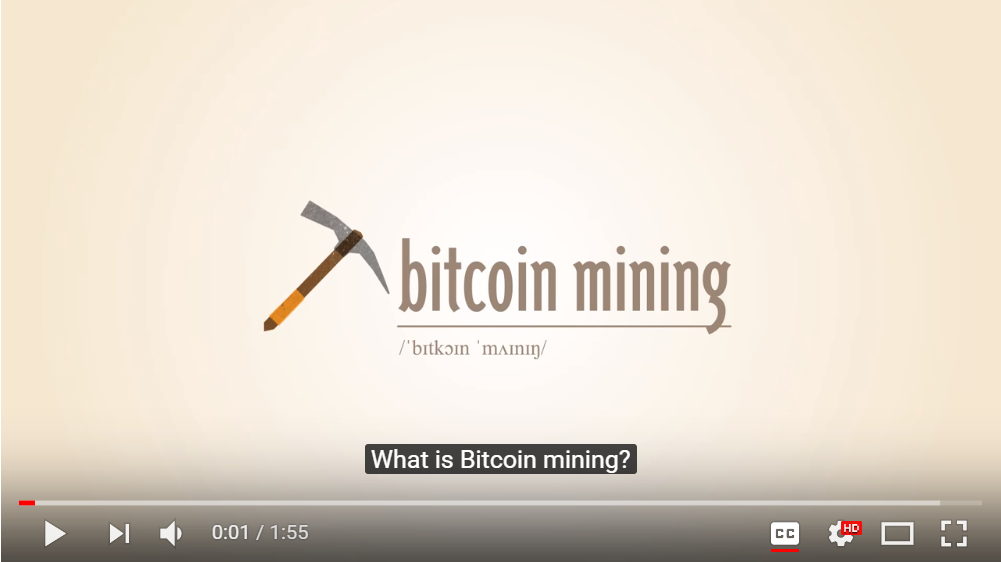 bitcoin mining
/ˈbɪtkɔɪn ˈmʌɪnɪŋ/
What is Bitcoin mining?
0:01 / 1:55
CC
HD